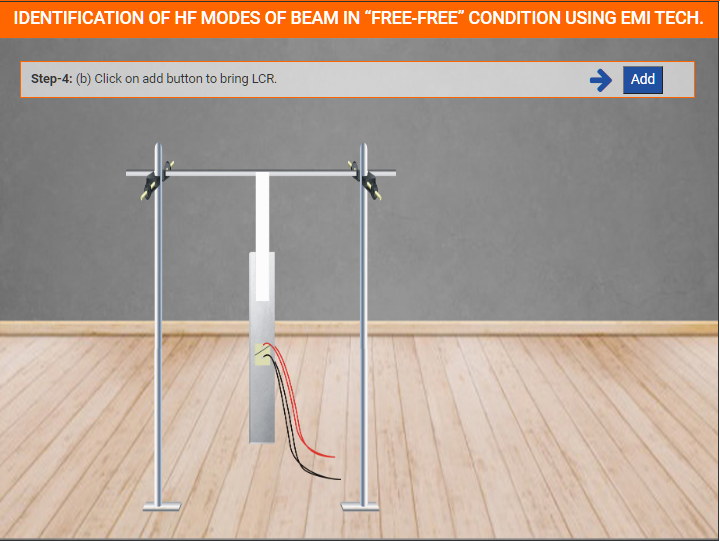 IDENTIFICATION OF HF MODES OF BEAM IN “FREE-FREE” CONDITION USING EMI TECH.
Step-4: (b) Click on add button to bring LCR.
Add